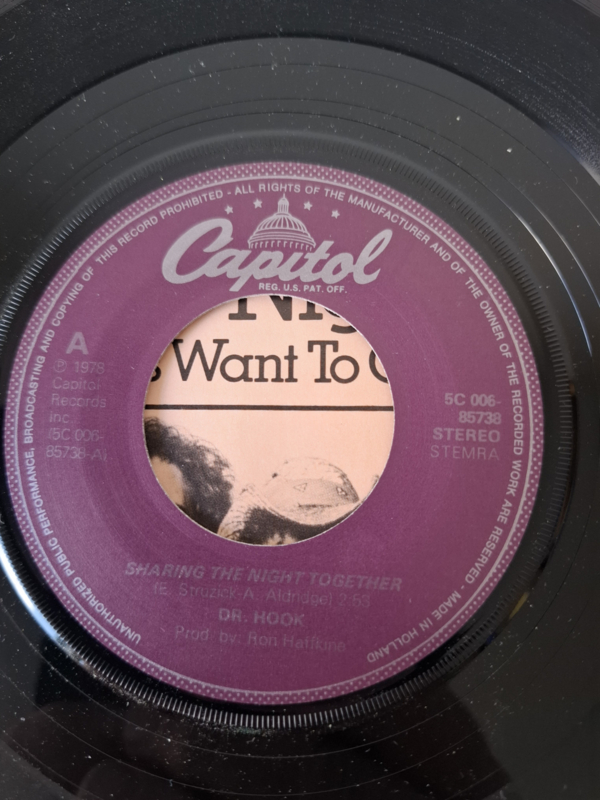 UNAUTHORIZED PUBLIC PERFORMANCE, BROADCASTING AND COPYING OF THIS RECORD PROHIBITED - ALL RIGHTS OF THE MANUFACTURER AND OF THE OWNER OF THE RECORDED WORK ARE RESERVED - MADE IN HOLLAND
Capitol
REG. U.S. PAT. OFF.
Want To
A
℗ 1978
Capitol
Records
Inc.
(5C 006-
85738-A)
5C 006-
85738
STEREO
STEMRA
SHARING THE NIGHT TOGETHER
(E. Struzick-A. Aldridge) 2:53
DR. HOOK
Prod. by: Ron Haffkine